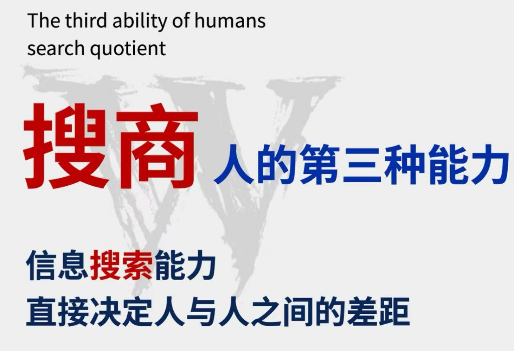 The third ability of humans
search quotient
搜商 人的第三种能力
信息搜索能力
直接决定人与人之间的差距